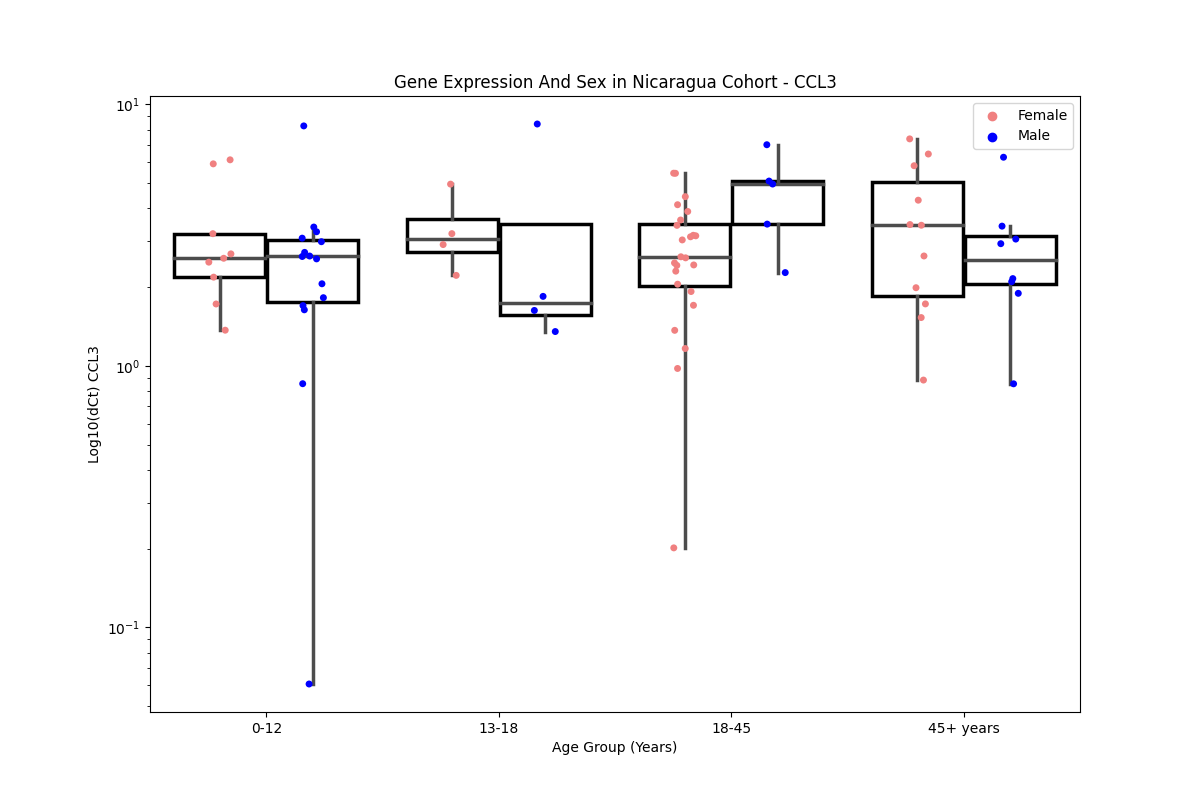 Gene Expression And Sex in Nicaragua Cohort - CCL3
Female
Male
10¹
10⁰
10⁻¹
Log10(dCt) CCL3
0-12
13-18
18-45
45+ years
Age Group (Years)